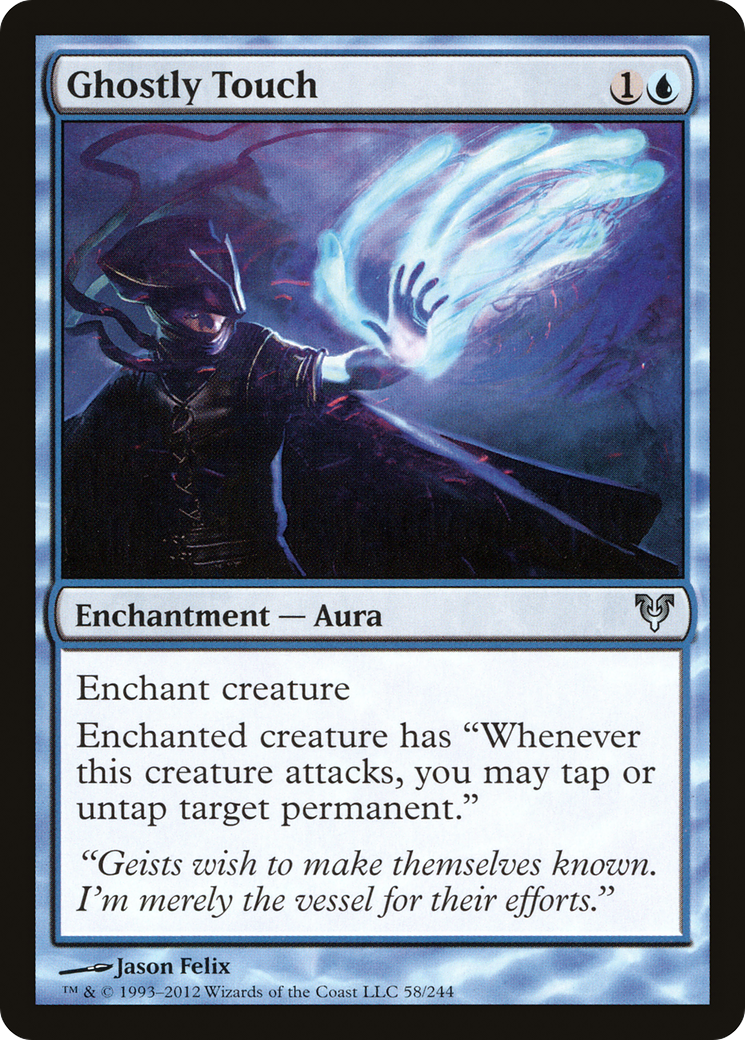 Ghostly Touch 1
Enchantment — Aura
Enchant creature
Enchanted creature has “Whenever
this creature attacks, you may tap or
untap target permanent.”
“Geists wish to make themselves known.
I’m merely the vessel for their efforts.”
Jason Felix
™ & © 1993–2012 Wizards of the Coast LLC 58/244